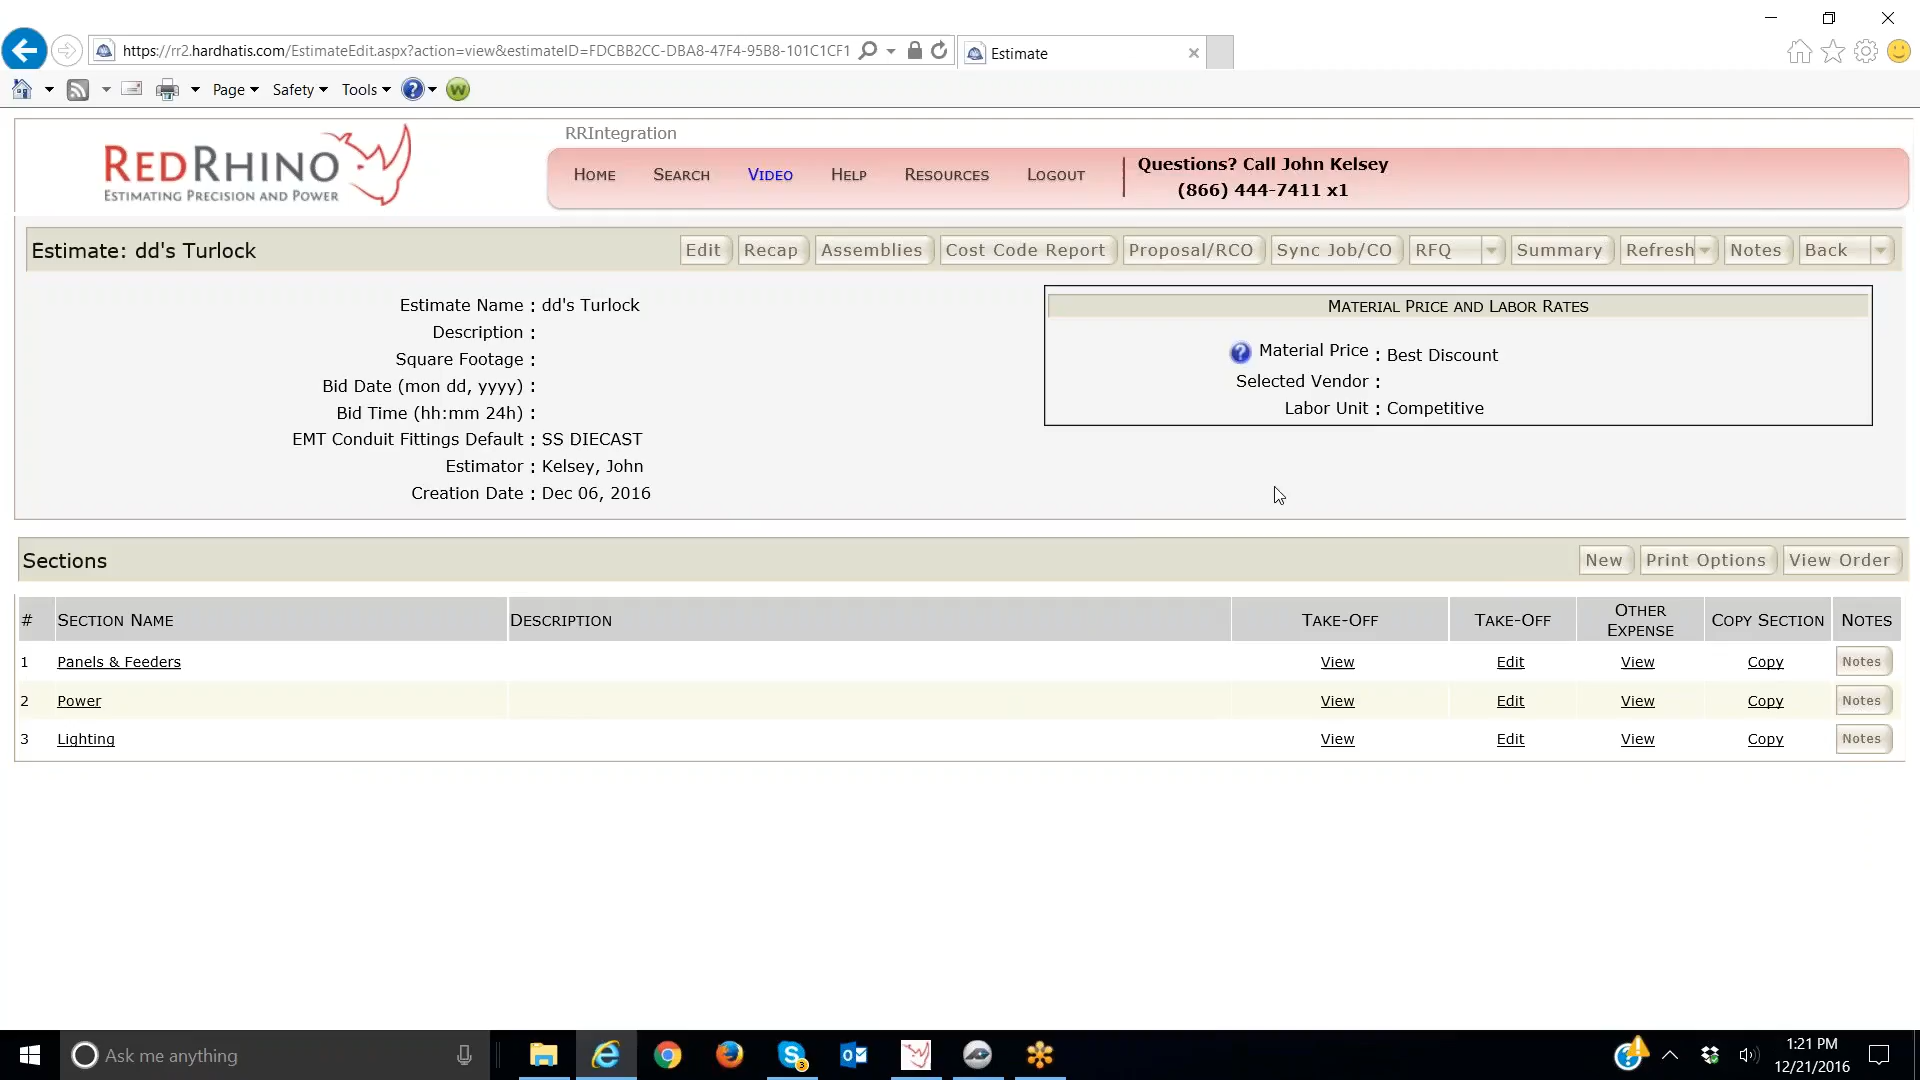 https://rr2.hardhatis.com/EstimateEdit.aspx?action=view&estimateID=FDCBB2CC-DBA8-47F4-95B8-101C1CF1
Estimate
Page Safety Tools
W
RRIntegration
REDRHINO
ESTIMATING PRECISION AND POWER
HOME SEARCH VIDEO HELP RESOURCES LOGOUT
Questions? Call John Kelsey
(866) 444-7411 x1
Estimate: dd's Turlock
Edit Recap Assemblies Cost Code Report Proposal/RCO Sync Job/CO RFQ Summary Refresh Notes Back
Estimate Name : dd's Turlock
Description :
Square Footage :
Bid Date (mon dd, yyyy) :
Bid Time (hh:mm 24h) :
EMT Conduit Fittings Default : SS DIECAST
Estimator : Kelsey, John
Creation Date : Dec 06, 2016
MATERIAL PRICE AND LABOR RATES
? Material Price : Best Discount
Selected Vendor :
Labor Unit : Competitive
Sections
New Print Options View Order
# SECTION NAME DESCRIPTION TAKE-OFF TAKE-OFF OTHER EXPENSE COPY SECTION NOTES
1 Panels & Feeders View Edit View Copy Notes
2 Power View Edit View Copy Notes
3 Lighting View Edit View Copy Notes
Ask me anything
3
1:21 PM
12/21/2016